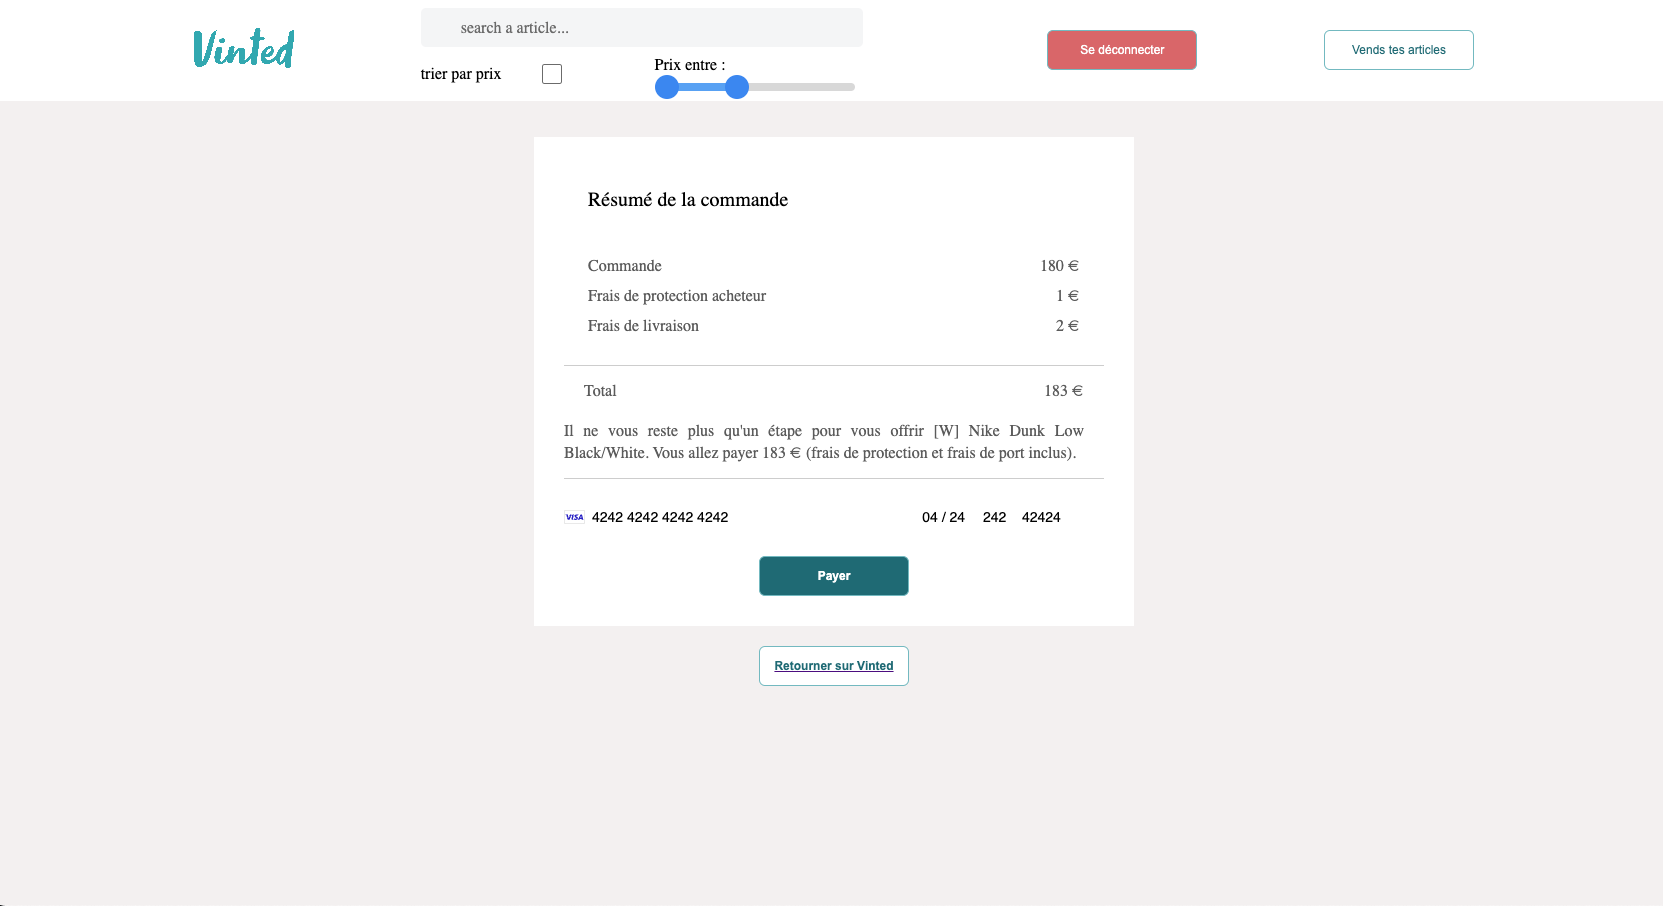 Vinted
search a article...
trier par prix
Prix entre :
Se déconnecter
Vends tes articles
Résumé de la commande
Commande 180 €
Frais de protection acheteur 1 €
Frais de livraison 2 €
Total 183 €
Il ne vous reste plus qu'un étape pour vous offrir [W] Nike Dunk Low
Black/White. Vous allez payer 183 € (frais de protection et frais de port inclus).
VISA 4242 4242 4242 4242 04 / 24 242 42424
Payer
Retourner sur Vinted